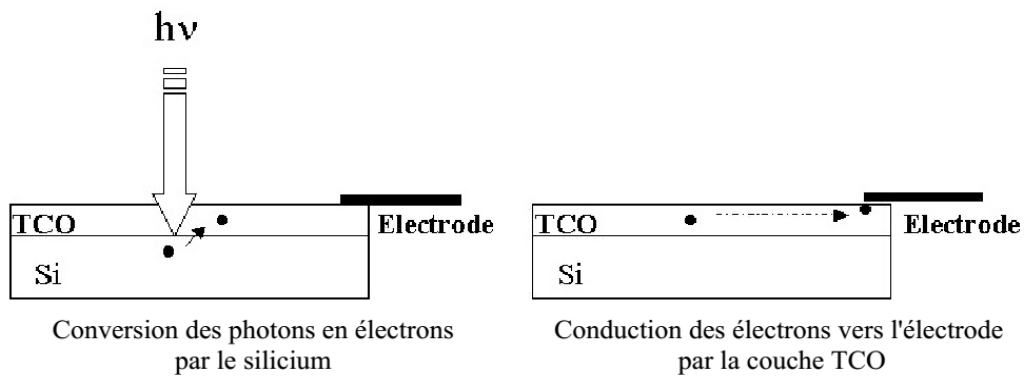 hν
TCO
Electrode
Si
Conversion des photons en électrons
par le silicium
TCO
Electrode
Si
Conduction des électrons vers l'électrode
par la couche TCO